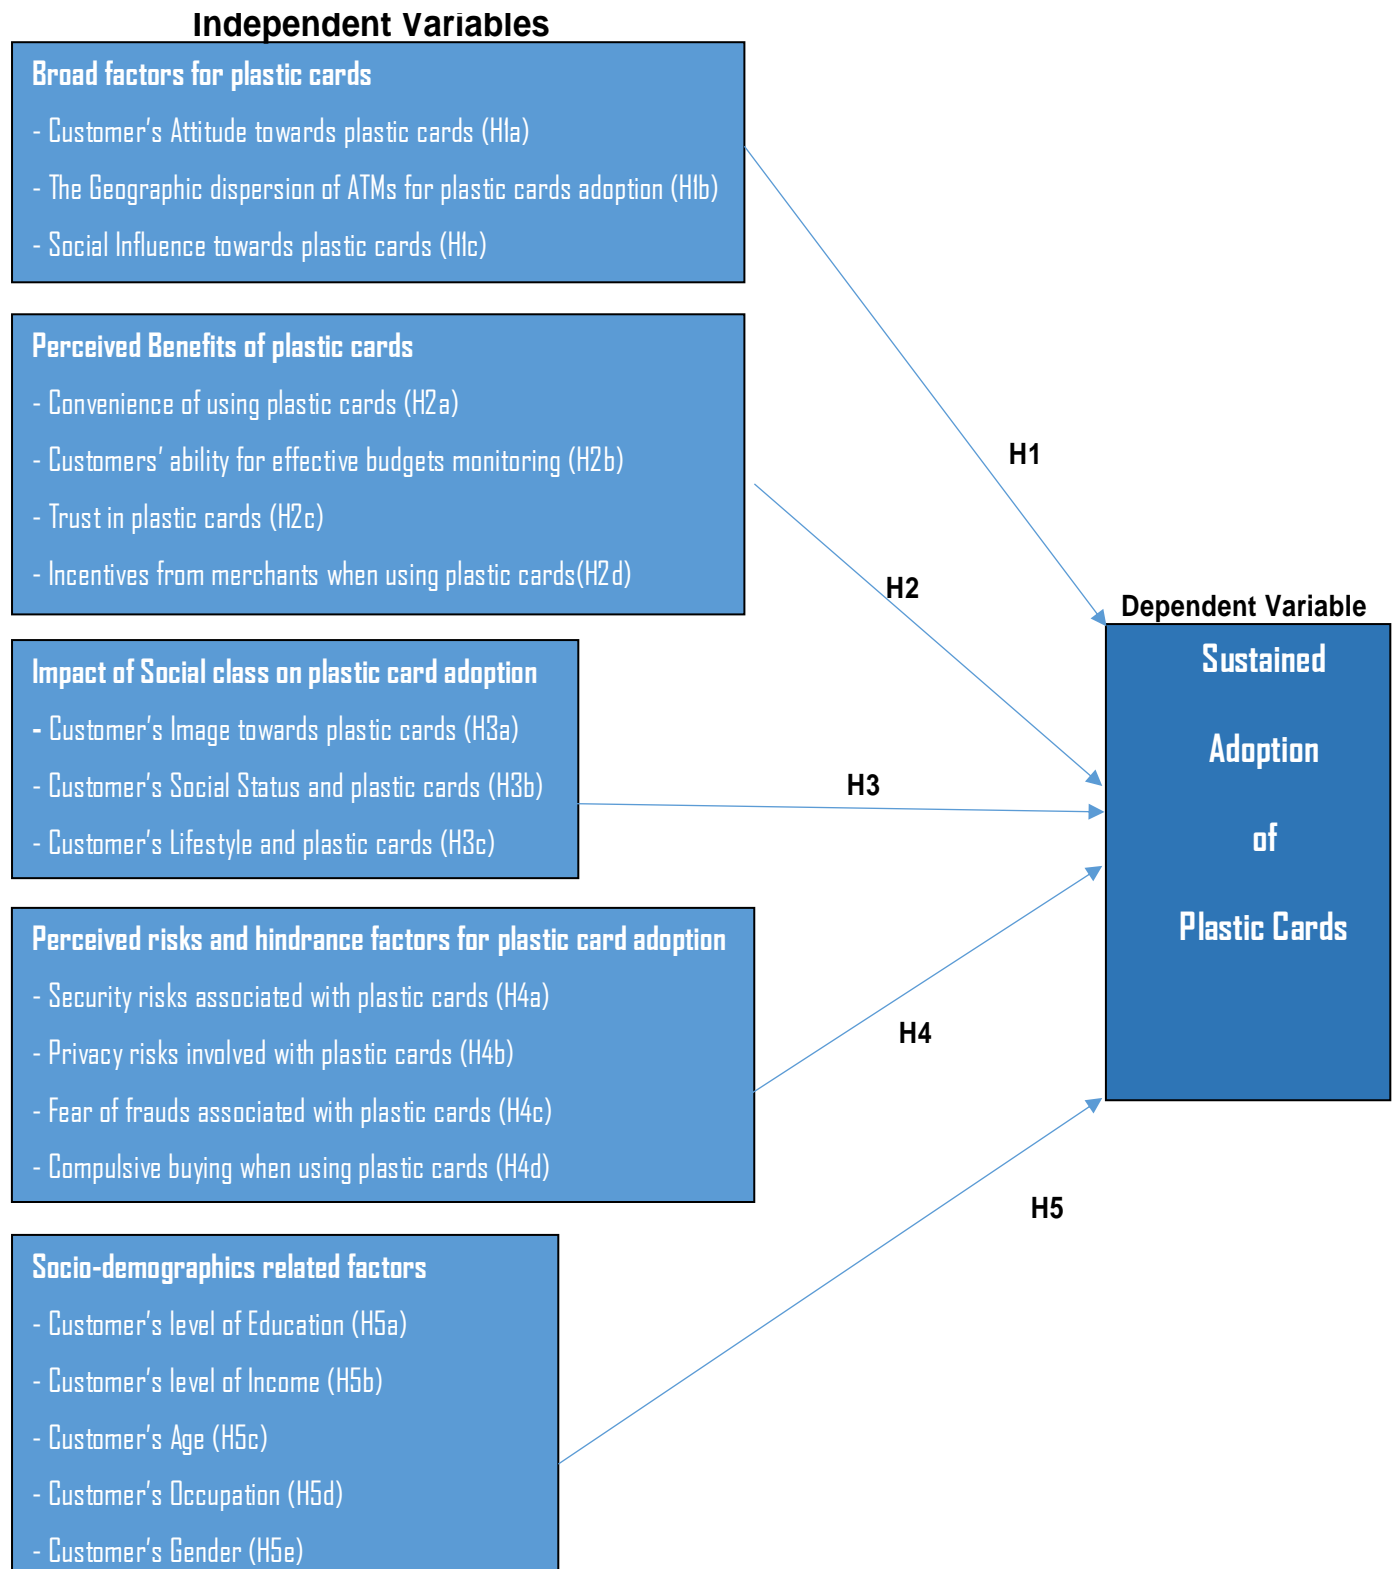 Independent Variables
Broad factors for plastic cards
- Customer's Attitude towards plastic cards (H1a)
- The Geographic dispersion of ATMs for plastic cards adoption (H1b)
- Social Influence towards plastic cards (H1c)
Perceived Benefits of plastic cards
- Convenience of using plastic cards (H2a)
- Customers' ability for effective budgets monitoring (H2b)
- Trust in plastic cards (H2c)
- Incentives from merchants when using plastic cards(H2d)
Impact of Social class on plastic card adoption
- Customer's Image towards plastic cards (H3a)
- Customer's Social Status and plastic cards (H3b)
- Customer's Lifestyle and plastic cards (H3c)
Perceived risks and hindrance factors for plastic card adoption
- Security risks associated with plastic cards (H4a)
- Privacy risks involved with plastic cards (H4b)
- Fear of frauds associated with plastic cards (H4c)
- Compulsive buying when using plastic cards (H4d)
Socio-demographics related factors
- Customer's level of Education (H5a)
- Customer's level of Income (H5b)
- Customer's Age (H5c)
- Customer's Occupation (H5d)
- Customer's Gender (H5e)
H1
H2
H3
H4
H5
Dependent Variable
Sustained
Adoption
of
Plastic Cards